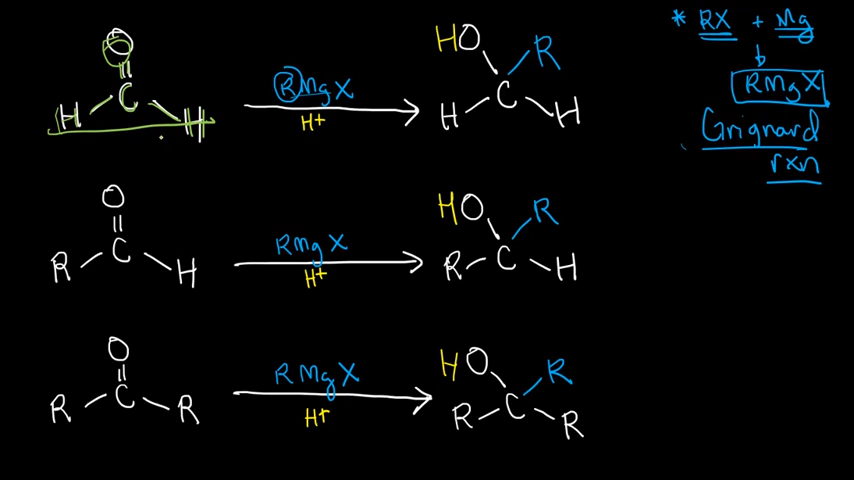 * RX + Mg
RMgX
Grignard
rxn
O
H C H
RMgX
H+
HO R
H C H
O
R C H
RMgX
H+
HO R
R C H
O
R C R
RMgX
H+
HO R
R C R